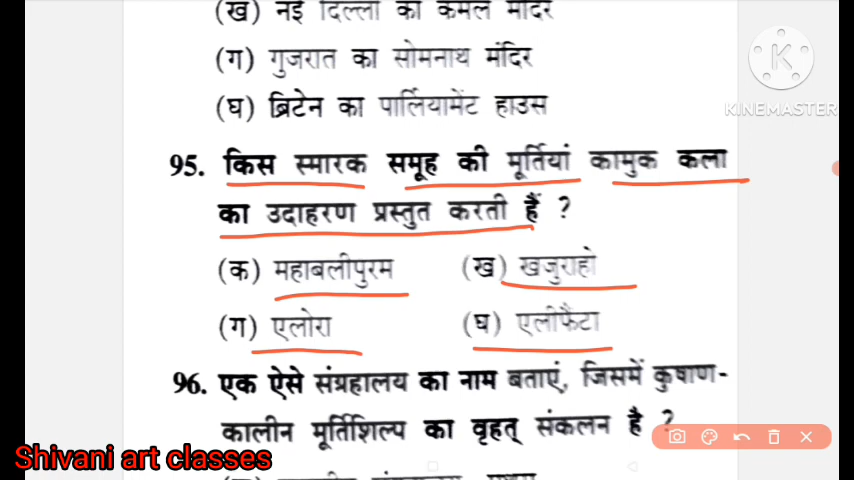 (ख) नई दिल्ली का कमल मंदिर
(ग) गुजरात का सोमनाथ मंदिर
(घ) ब्रिटेन का पार्लियामेंट हाउस
KINEMASTER
95. किस स्मारक समूह की मूर्तियां कामुक कला
का उदाहरण प्रस्तुत करती हैं ?
(क) महाबलीपुरम (ख) खजुराहो
(ग) एलोरा (घ) एलीफैंटा
96. एक ऐसे संग्रहालय का नाम बताएं, जिसमें कुषाण-
कालीन मूर्तिशिल्प का वृहत् संकलन है ?
Shivani art classes